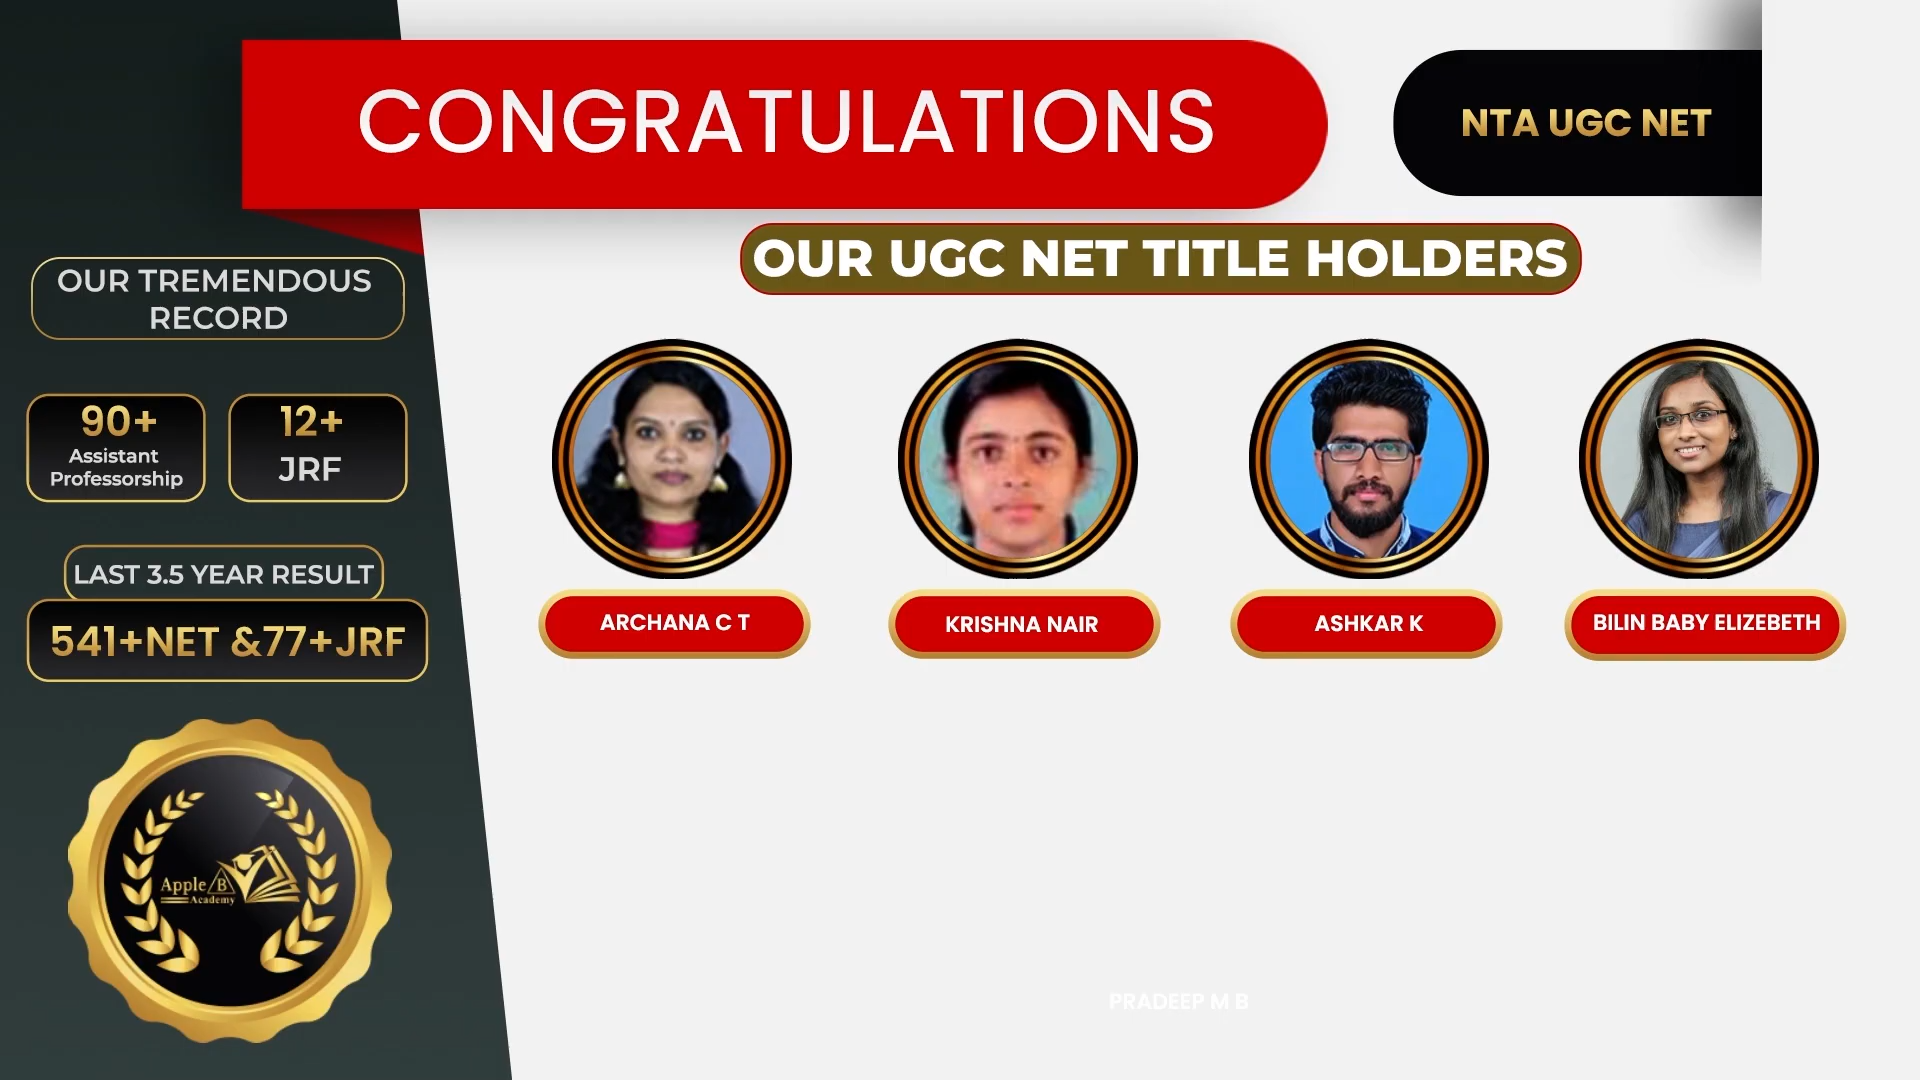 CONGRATULATIONS
NTA UGC NET
OUR UGC NET TITLE HOLDERS
OUR TREMENDOUS
RECORD
90+
Assistant
Professorship
12+
JRF
LAST 3.5 YEAR RESULT
541+NET &77+JRF
Apple B
Academy
ARCHANA C T
KRISHNA NAIR
ASHKAR K
BILIN BABY ELIZEBETH
PRADEEP M B